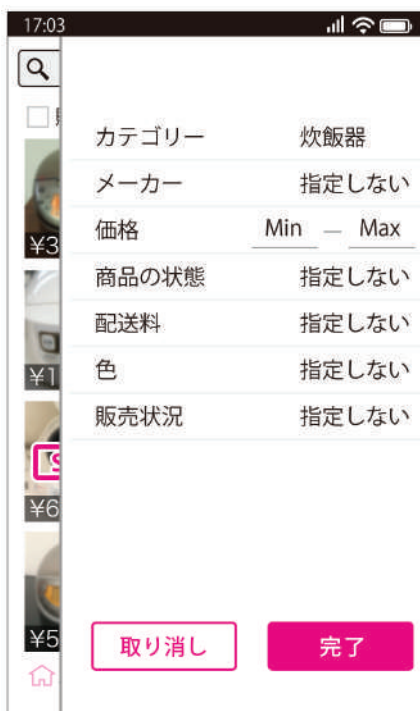 17:03
カテゴリー 炊飯器
メーカー 指定しない
価格 Min — Max
商品の状態 指定しない
配送料 指定しない
色 指定しない
販売状況 指定しない
¥3
¥1
¥6
¥5
取り消し 完了